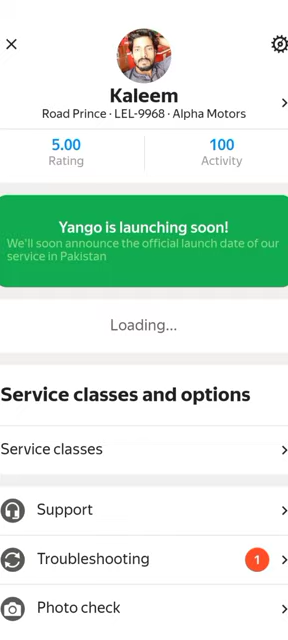 Kaleem
Road Prince · LEL-9968 · Alpha Motors
5.00
Rating
100
Activity
Yango is launching soon!
We'll soon announce the official launch date of our
service in Pakistan
Loading...
Service classes and options
Service classes
Support
Troubleshooting
1
Photo check